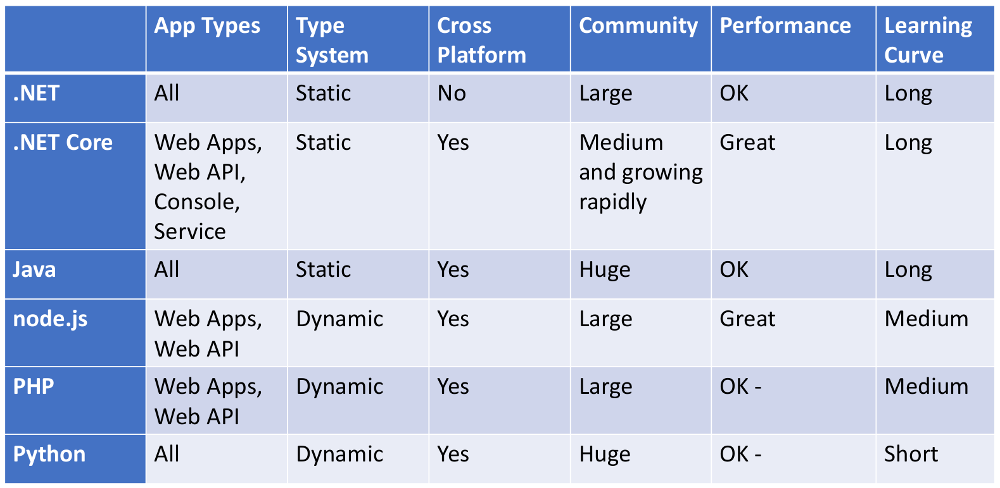 App Types
Type
System
Cross
Platform
Community
Performance
Learning
Curve
.NET
All
Static
No
Large
OK
Long
.NET Core
Web Apps,
Web API,
Console,
Service
Static
Yes
Medium
and growing
rapidly
Great
Long
Java
All
Static
Yes
Huge
OK
Long
node.js
Web Apps,
Web API
Dynamic
Yes
Large
Great
Medium
PHP
Web Apps,
Web API
Dynamic
Yes
Large
OK -
Medium
Python
All
Dynamic
Yes
Huge
OK -
Short